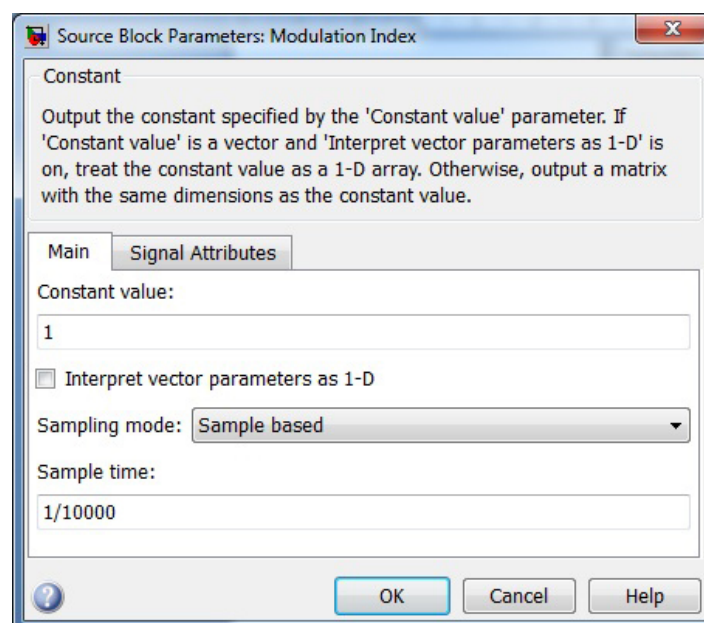 Source Block Parameters: Modulation Index
Constant
Output the constant specified by the 'Constant value' parameter. If
'Constant value' is a vector and 'Interpret vector parameters as 1-D' is
on, treat the constant value as a 1-D array. Otherwise, output a matrix
with the same dimensions as the constant value.
Main Signal Attributes
Constant value:
1
Interpret vector parameters as 1-D
Sampling mode: Sample based
Sample time:
1/10000
OK Cancel Help